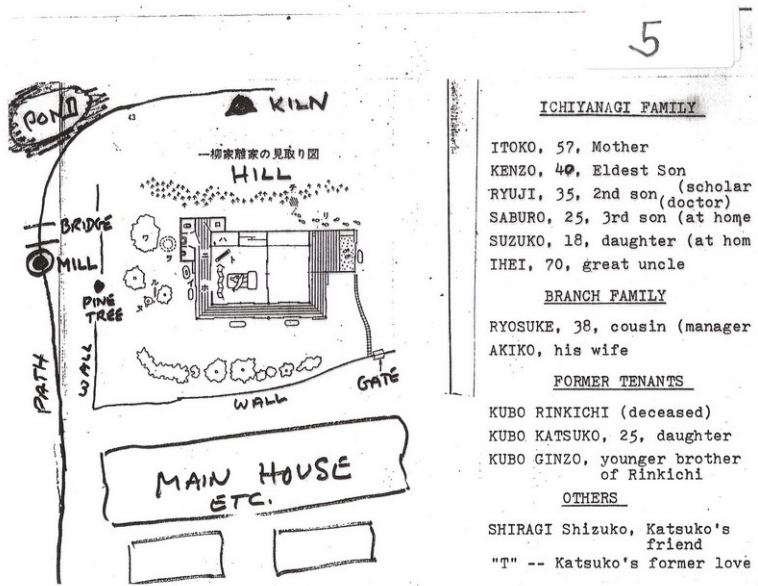 5
POND
43
KILN
一柳家離家の見取り図
HILL
BRIDGE
MILL
PINE
TREE
PATH
WALL
WALL
GATE
MAIN HOUSE
ETC.
ICHIYANAGI FAMILY
ITOKO, 57, Mother
KENZO, 40, Eldest Son
RYUJI, 35, 2nd son (scholar
(doctor)
SABURO, 25, 3rd son (at home
SUZUKO, 18, daughter (at hom
IHEI, 70, great uncle
BRANCH FAMILY
RYOSUKE, 38, cousin (manager
AKIKO, his wife
FORMER TENANTS
KUBO RINKICHI (deceased)
KUBO KATSUKO, 25, daughter
KUBO GINZO, younger brother
of Rinkichi
OTHERS
SHIRAGI Shizuko, Katsuko's
friend
"T" -- Katsuko's former love